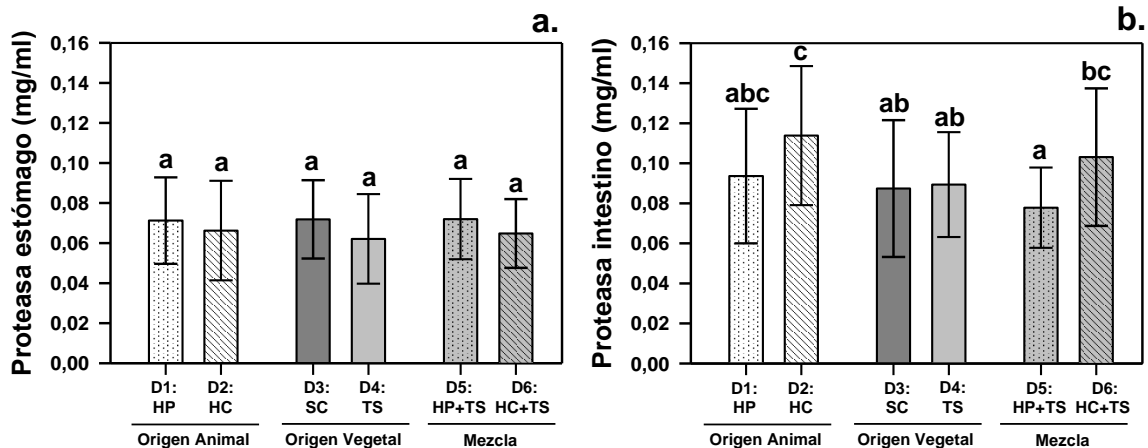 a.
Proteasa estómago (mg/ml)
0,16
0,14
0,12
0,10
0,08
0,06
0,04
0,02
0,00
a
a
a
a
a
a
D1:
HP
D2:
HC
D3:
SC
D4:
TS
D5:
HP+TS
D6:
HC+TS
Origen Animal
Origen Vegetal
Mezcla
b.
Proteasa intestino (mg/ml)
0,16
0,14
0,12
0,10
0,08
0,06
0,04
0,02
0,00
abc
c
ab
ab
a
bc
D1:
HP
D2:
HC
D3:
SC
D4:
TS
D5:
HP+TS
D6:
HC+TS
Origen Animal
Origen Vegetal
Mezcla